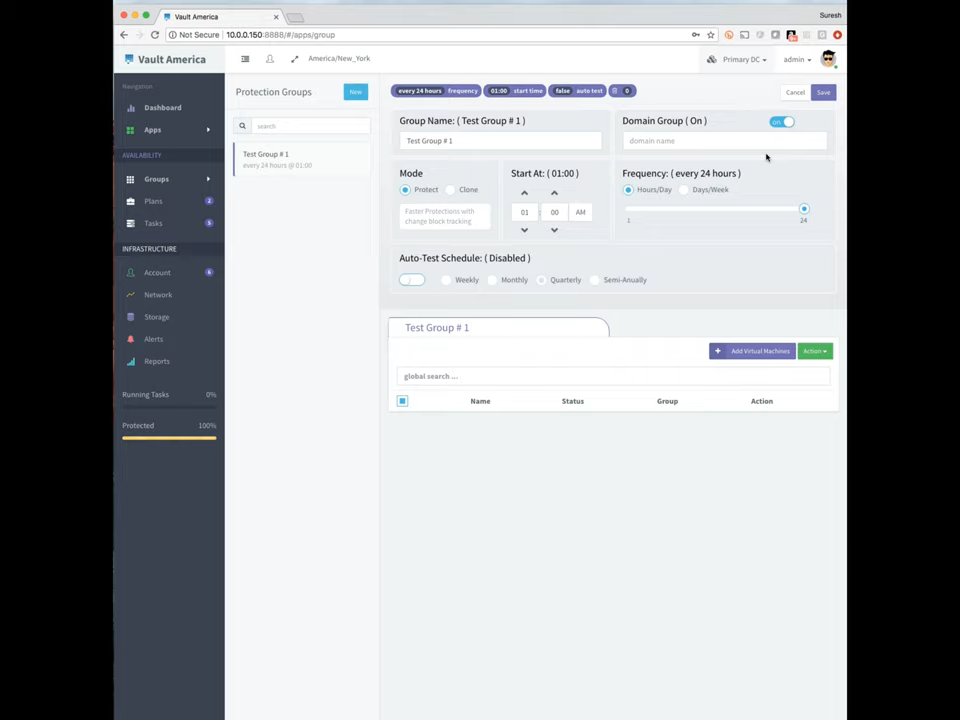 Vault America
Suresh
Not Secure 10.0.0.150:8888/#/apps/group
Vault America
America/New_York
Primary DC
admin
Navigation
Dashboard
Apps
AVAILABILITY
Groups
Plans 2
Tasks 5
INFRASTRUCTURE
Account 6
Network
Storage
Alerts
Reports
Running Tasks 0%
Protected 100%
Protection Groups New
search
Test Group # 1
every 24 hours @ 01:00
every 24 hours frequency 01:00 start time false auto test 0
Cancel Save
Group Name: ( Test Group # 1 )
Test Group # 1
Domain Group ( On ) on
domain name
Mode
Protect Clone
Faster Protections with
change block tracking
Start At: ( 01:00 )
01 : 00 AM
Frequency: ( every 24 hours )
Hours/Day Days/Week
1 24
Auto-Test Schedule: ( Disabled )
Weekly Monthly Quarterly Semi-Anually
Test Group # 1
+ Add Virtual Machines Action
global search ...
Name Status Group Action